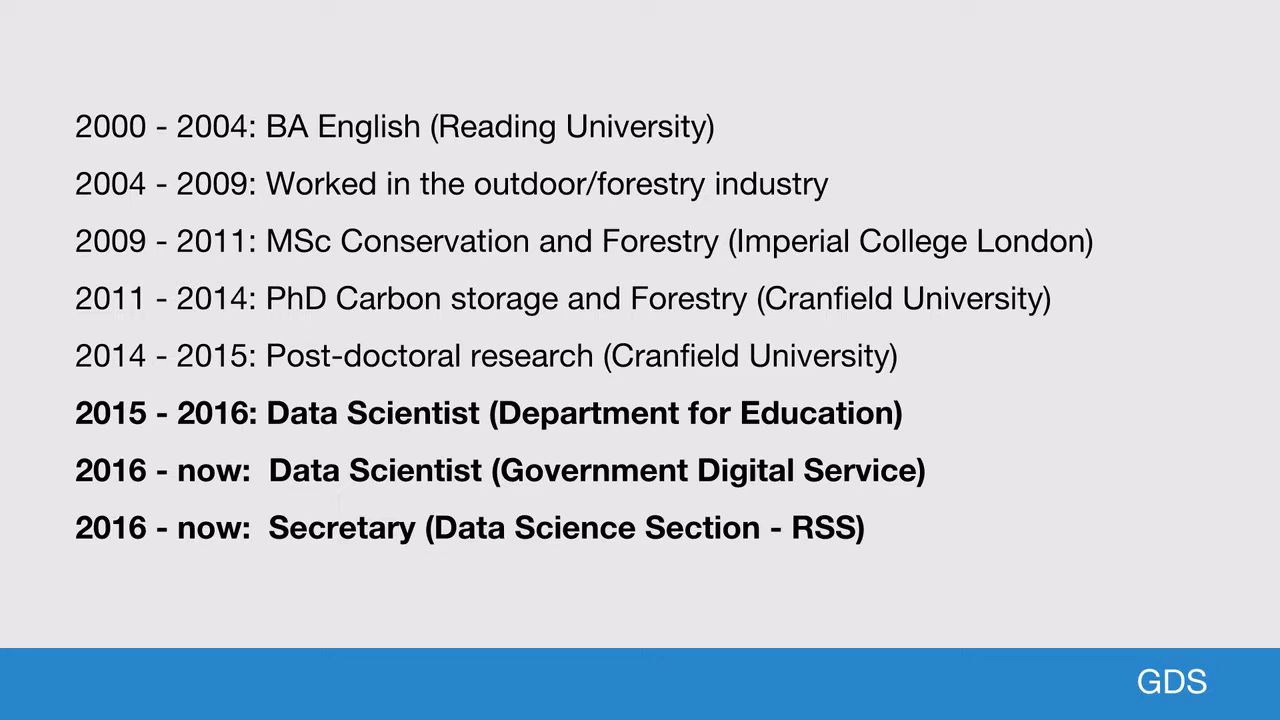 2000 - 2004: BA English (Reading University)
2004 - 2009: Worked in the outdoor/forestry industry
2009 - 2011: MSc Conservation and Forestry (Imperial College London)
2011 - 2014: PhD Carbon storage and Forestry (Cranfield University)
2014 - 2015: Post-doctoral research (Cranfield University)
2015 - 2016: Data Scientist (Department for Education)
2016 - now: Data Scientist (Government Digital Service)
2016 - now: Secretary (Data Science Section - RSS)
GDS